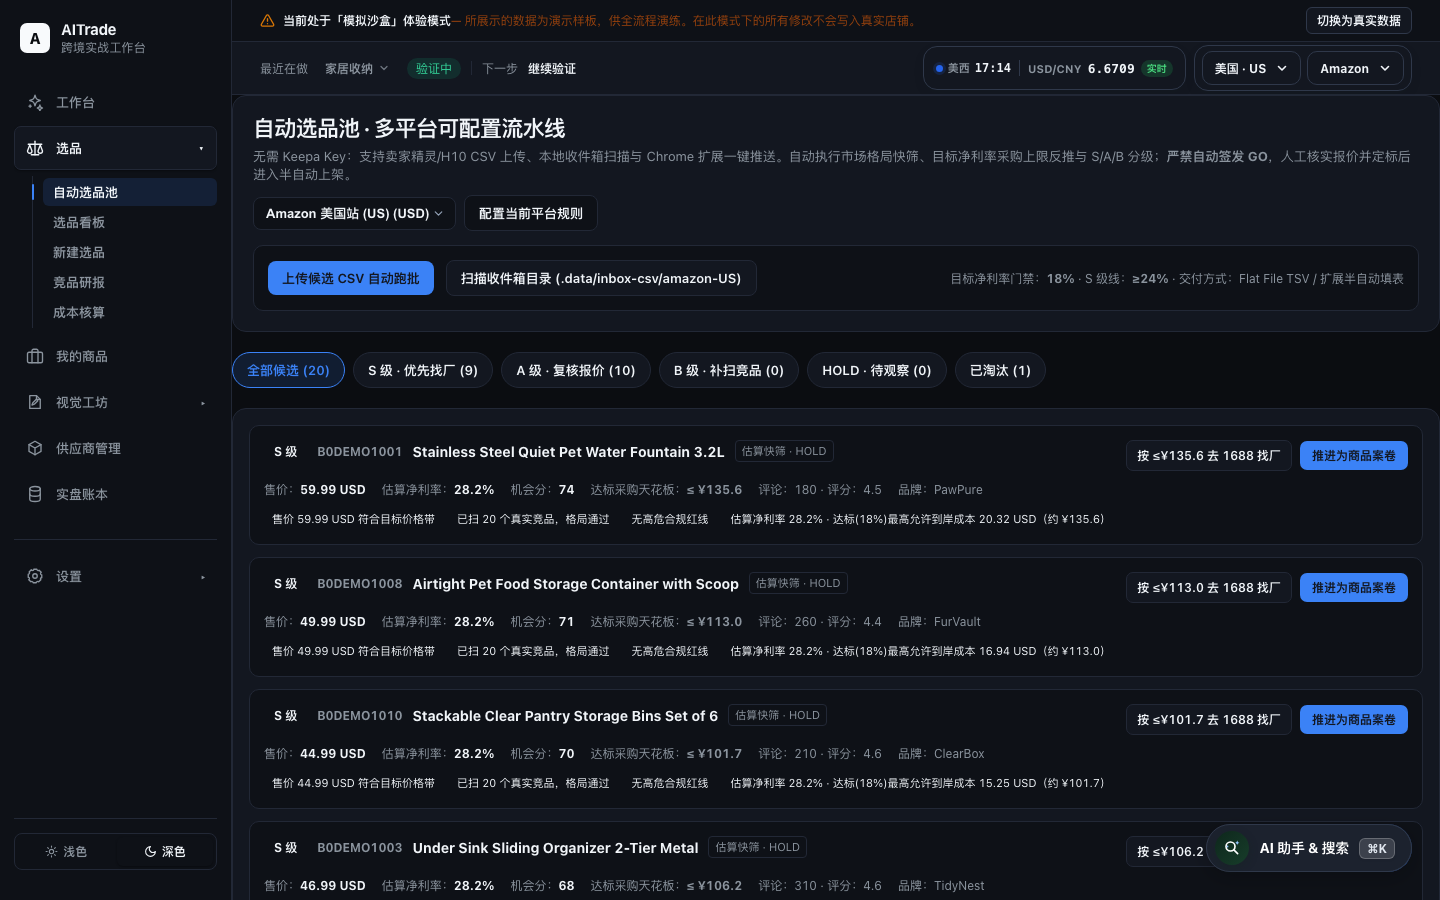 A
AITrade
跨境实战工作台
工作台
选品
自动选品池
选品看板
新建选品
竞品研报
成本核算
我的商品
视觉工坊
供应商管理
实盘账本
设置
浅色
深色
当前处于「模拟沙盒」体验模式— 所展示的数据为演示样板，供全流程演练。在此模式下的所有修改不会写入真实店铺。
切换为真实数据
最近在做 家居收纳 验证中 下一步 继续验证
美西 17:14 USD/CNY 6.6709 实时
美国 · US
Amazon
自动选品池 · 多平台可配置流水线
无需 Keepa Key：支持卖家精灵/H10 CSV 上传、本地收件箱扫描与 Chrome 扩展一键推送。自动执行市场格局快筛、目标净利率采购上限反推与 S/A/B 分级；严禁自动签发 GO，人工核实报价并定标后
进入半自动上架。
Amazon 美国站 (US) (USD)
配置当前平台规则
上传候选 CSV 自动跑批
扫描收件箱目录 (.data/inbox-csv/amazon-US)
目标净利率门禁：18% · S 级线：≥24% · 交付方式：Flat File TSV / 扩展半自动填表
全部候选 (20)
S 级 · 优先找厂 (9)
A 级 · 复核报价 (10)
B 级 · 补扫竞品 (0)
HOLD · 待观察 (0)
已淘汰 (1)
S 级 B0DEMO1001 Stainless Steel Quiet Pet Water Fountain 3.2L 估算快筛 · HOLD
按 ≤¥135.6 去 1688 找厂
推进为商品案卷
售价：59.99 USD 估算净利率：28.2% 机会分：74 达标采购天花板：≤ ¥135.6 评论：180 · 评分：4.5 品牌：PawPure
售价 59.99 USD 符合目标价格带 已扫 20 个真实竞品，格局通过 无高危合规红线 估算净利率 28.2% · 达标(18%)最高允许到岸成本 20.32 USD（约 ¥135.6）
S 级 B0DEMO1008 Airtight Pet Food Storage Container with Scoop 估算快筛 · HOLD
按 ≤¥113.0 去 1688 找厂
推进为商品案卷
售价：49.99 USD 估算净利率：28.2% 机会分：71 达标采购天花板：≤ ¥113.0 评论：260 · 评分：4.4 品牌：FurVault
售价 49.99 USD 符合目标价格带 已扫 20 个真实竞品，格局通过 无高危合规红线 估算净利率 28.2% · 达标(18%)最高允许到岸成本 16.94 USD（约 ¥113.0）
S 级 B0DEMO1010 Stackable Clear Pantry Storage Bins Set of 6 估算快筛 · HOLD
按 ≤¥101.7 去 1688 找厂
推进为商品案卷
售价：44.99 USD 估算净利率：28.2% 机会分：70 达标采购天花板：≤ ¥101.7 评论：210 · 评分：4.6 品牌：ClearBox
售价 44.99 USD 符合目标价格带 已扫 20 个真实竞品，格局通过 无高危合规红线 估算净利率 28.2% · 达标(18%)最高允许到岸成本 15.25 USD（约 ¥101.7）
S 级 B0DEMO1003 Under Sink Sliding Organizer 2-Tier Metal 估算快筛 · HOLD
按 ≤¥106.2
AI 助手 & 搜索 ⌘K
售价：46.99 USD 估算净利率：28.2% 机会分：68 达标采购天花板：≤ ¥106.2 评论：310 · 评分：4.6 品牌：TidyNest